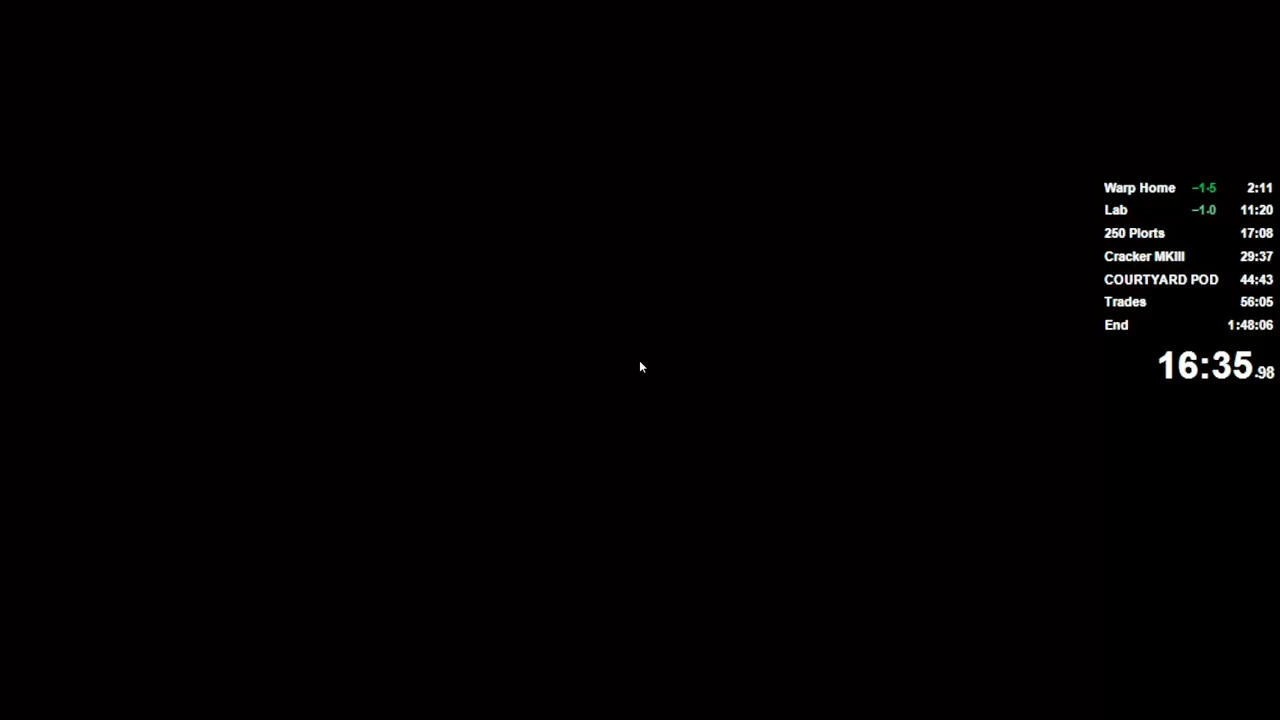 Warp Home −1.5 2:11
Lab −1.0 11:20
250 Plorts 17:08
Cracker MKIII 29:37
COURTYARD POD 44:43
Trades 56:05
End 1:48:06
16:35.98